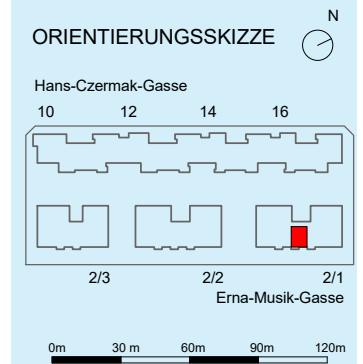 N
ORIENTIERUNGSSKIZZE
Hans-Czermak-Gasse
10 12 14 16
2/3 2/2 2/1
Erna-Musik-Gasse
0m 30 m 60m 90m 120m